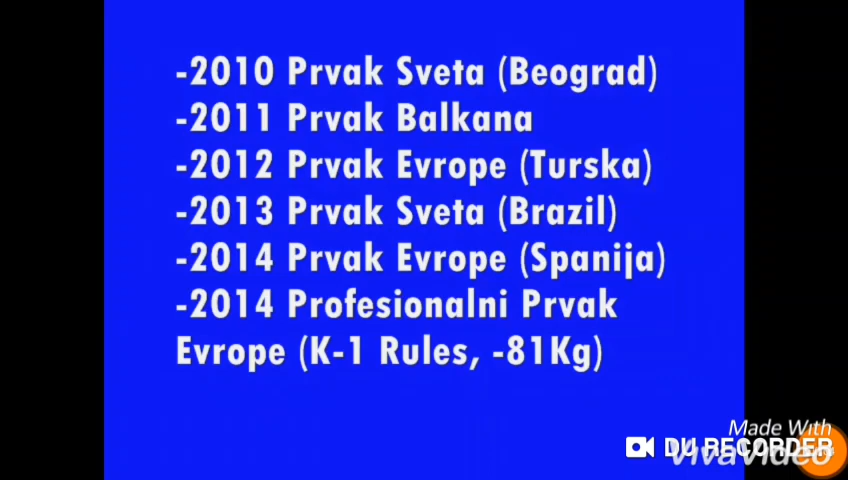 -2010 Prvak Sveta (Beograd)
-2011 Prvak Balkana
-2012 Prvak Evrope (Turska)
-2013 Prvak Sveta (Brazil)
-2014 Prvak Evrope (Spanija)
-2014 Profesionalni Prvak
Evrope (K-1 Rules, -81Kg)
Made With
DU RECORDER
VivaVideo